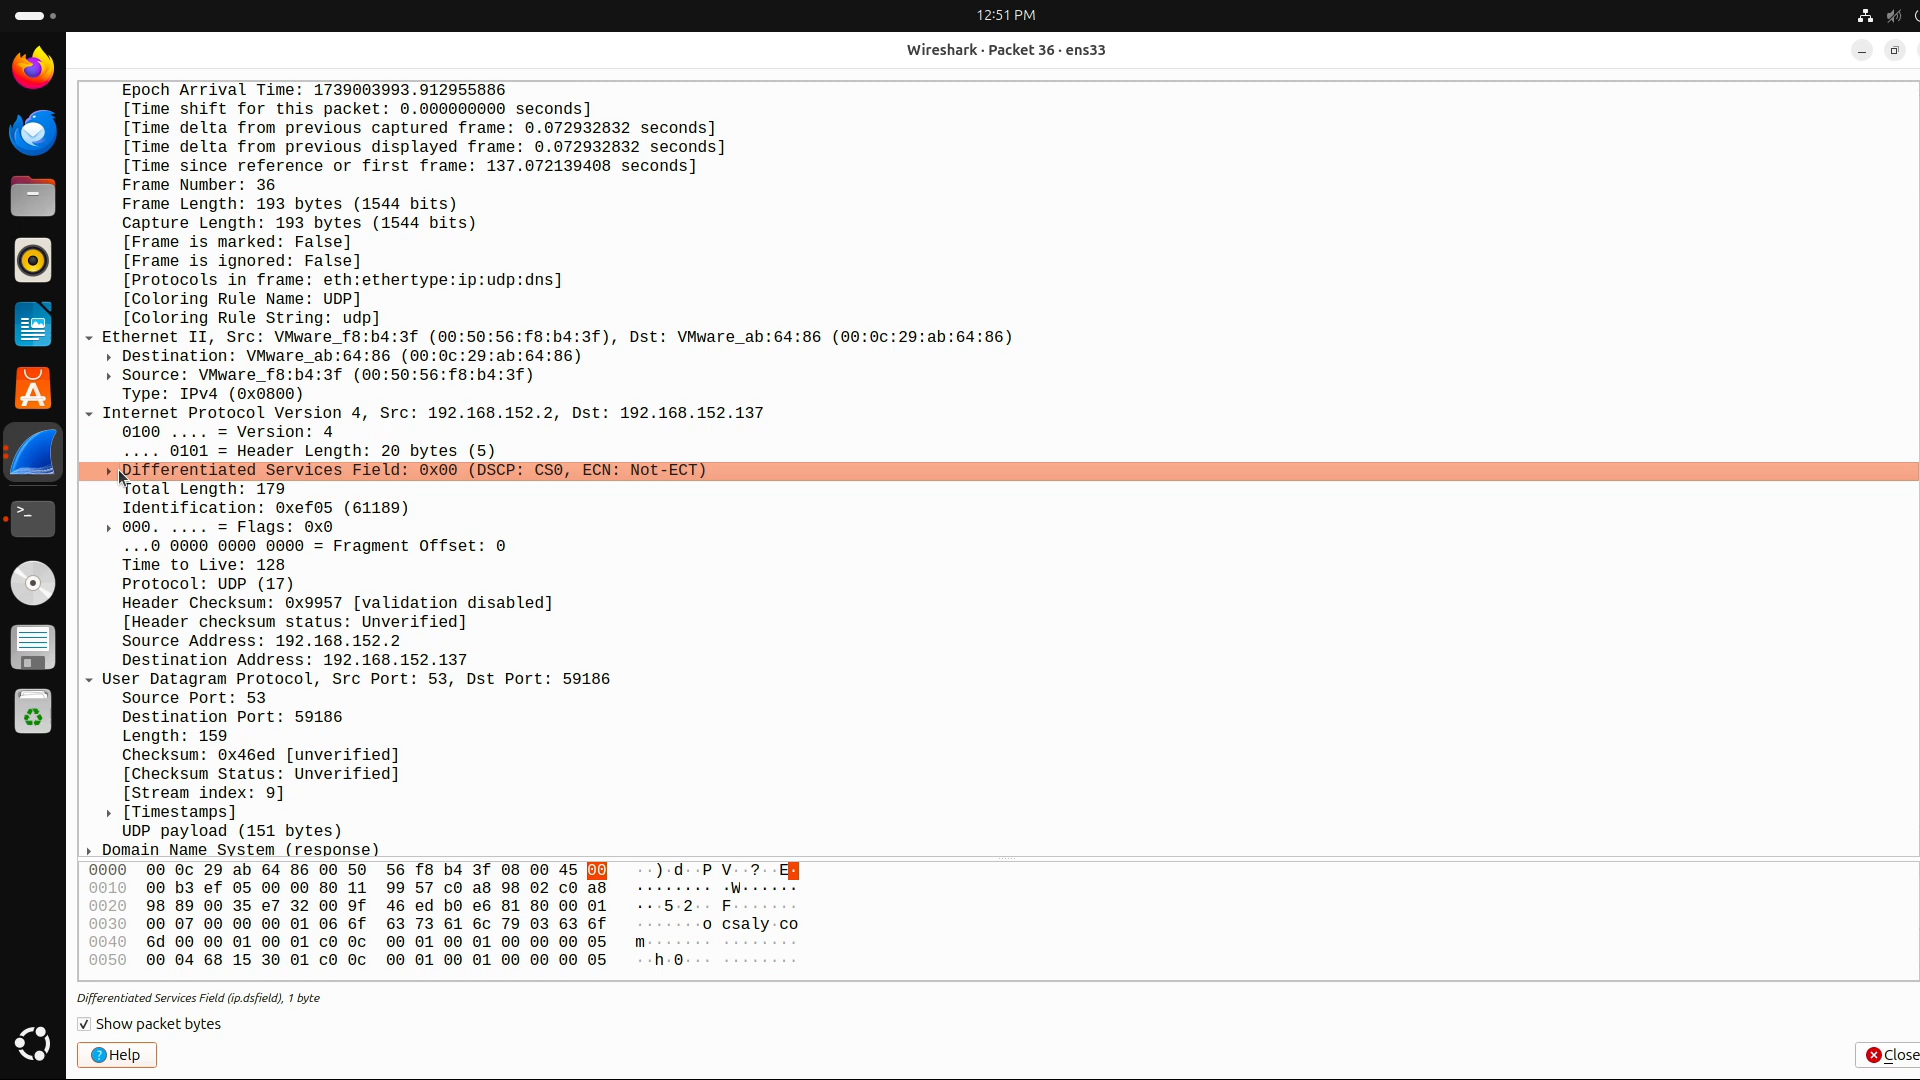 12:51 PM
Wireshark · Packet 36 · ens33
Epoch Arrival Time: 1739003993.912955886
[Time shift for this packet: 0.000000000 seconds]
[Time delta from previous captured frame: 0.072932832 seconds]
[Time delta from previous displayed frame: 0.072932832 seconds]
[Time since reference or first frame: 137.072139408 seconds]
Frame Number: 36
Frame Length: 193 bytes (1544 bits)
Capture Length: 193 bytes (1544 bits)
[Frame is marked: False]
[Frame is ignored: False]
[Protocols in frame: eth:ethertype:ip:udp:dns]
[Coloring Rule Name: UDP]
[Coloring Rule String: udp]
Ethernet II, Src: VMware_f8:b4:3f (00:50:56:f8:b4:3f), Dst: VMware_ab:64:86 (00:0c:29:ab:64:86)
Destination: VMware_ab:64:86 (00:0c:29:ab:64:86)
Source: VMware_f8:b4:3f (00:50:56:f8:b4:3f)
Type: IPv4 (0x0800)
Internet Protocol Version 4, Src: 192.168.152.2, Dst: 192.168.152.137
0100 .... = Version: 4
.... 0101 = Header Length: 20 bytes (5)
Differentiated Services Field: 0x00 (DSCP: CS0, ECN: Not-ECT)
Total Length: 179
Identification: 0xef05 (61189)
000. .... = Flags: 0x0
...0 0000 0000 0000 = Fragment Offset: 0
Time to Live: 128
Protocol: UDP (17)
Header Checksum: 0x9957 [validation disabled]
[Header checksum status: Unverified]
Source Address: 192.168.152.2
Destination Address: 192.168.152.137
User Datagram Protocol, Src Port: 53, Dst Port: 59186
Source Port: 53
Destination Port: 59186
Length: 159
Checksum: 0x46ed [unverified]
[Checksum Status: Unverified]
[Stream index: 9]
[Timestamps]
UDP payload (151 bytes)
Domain Name System (response)
0000 00 0c 29 ab 64 86 00 50 56 f8 b4 3f 08 00 45 00 ··)·d··P V··?··E·
0010 00 b3 ef 05 00 00 80 11 99 57 c0 a8 98 02 c0 a8 ········ ·W······
0020 98 89 00 35 e7 32 00 9f 46 ed b0 e6 81 80 00 01 ···5·2·· F·······
0030 00 07 00 00 00 01 06 6f 63 73 61 6c 79 03 63 6f ·······o csaly·co
0040 6d 00 00 01 00 01 c0 0c 00 01 00 01 00 00 00 05 m······· ········
0050 00 04 68 15 30 01 c0 0c 00 01 00 01 00 00 00 05 ··h·0··· ········
Differentiated Services Field (ip.dsfield), 1 byte
Show packet bytes
Help
Close